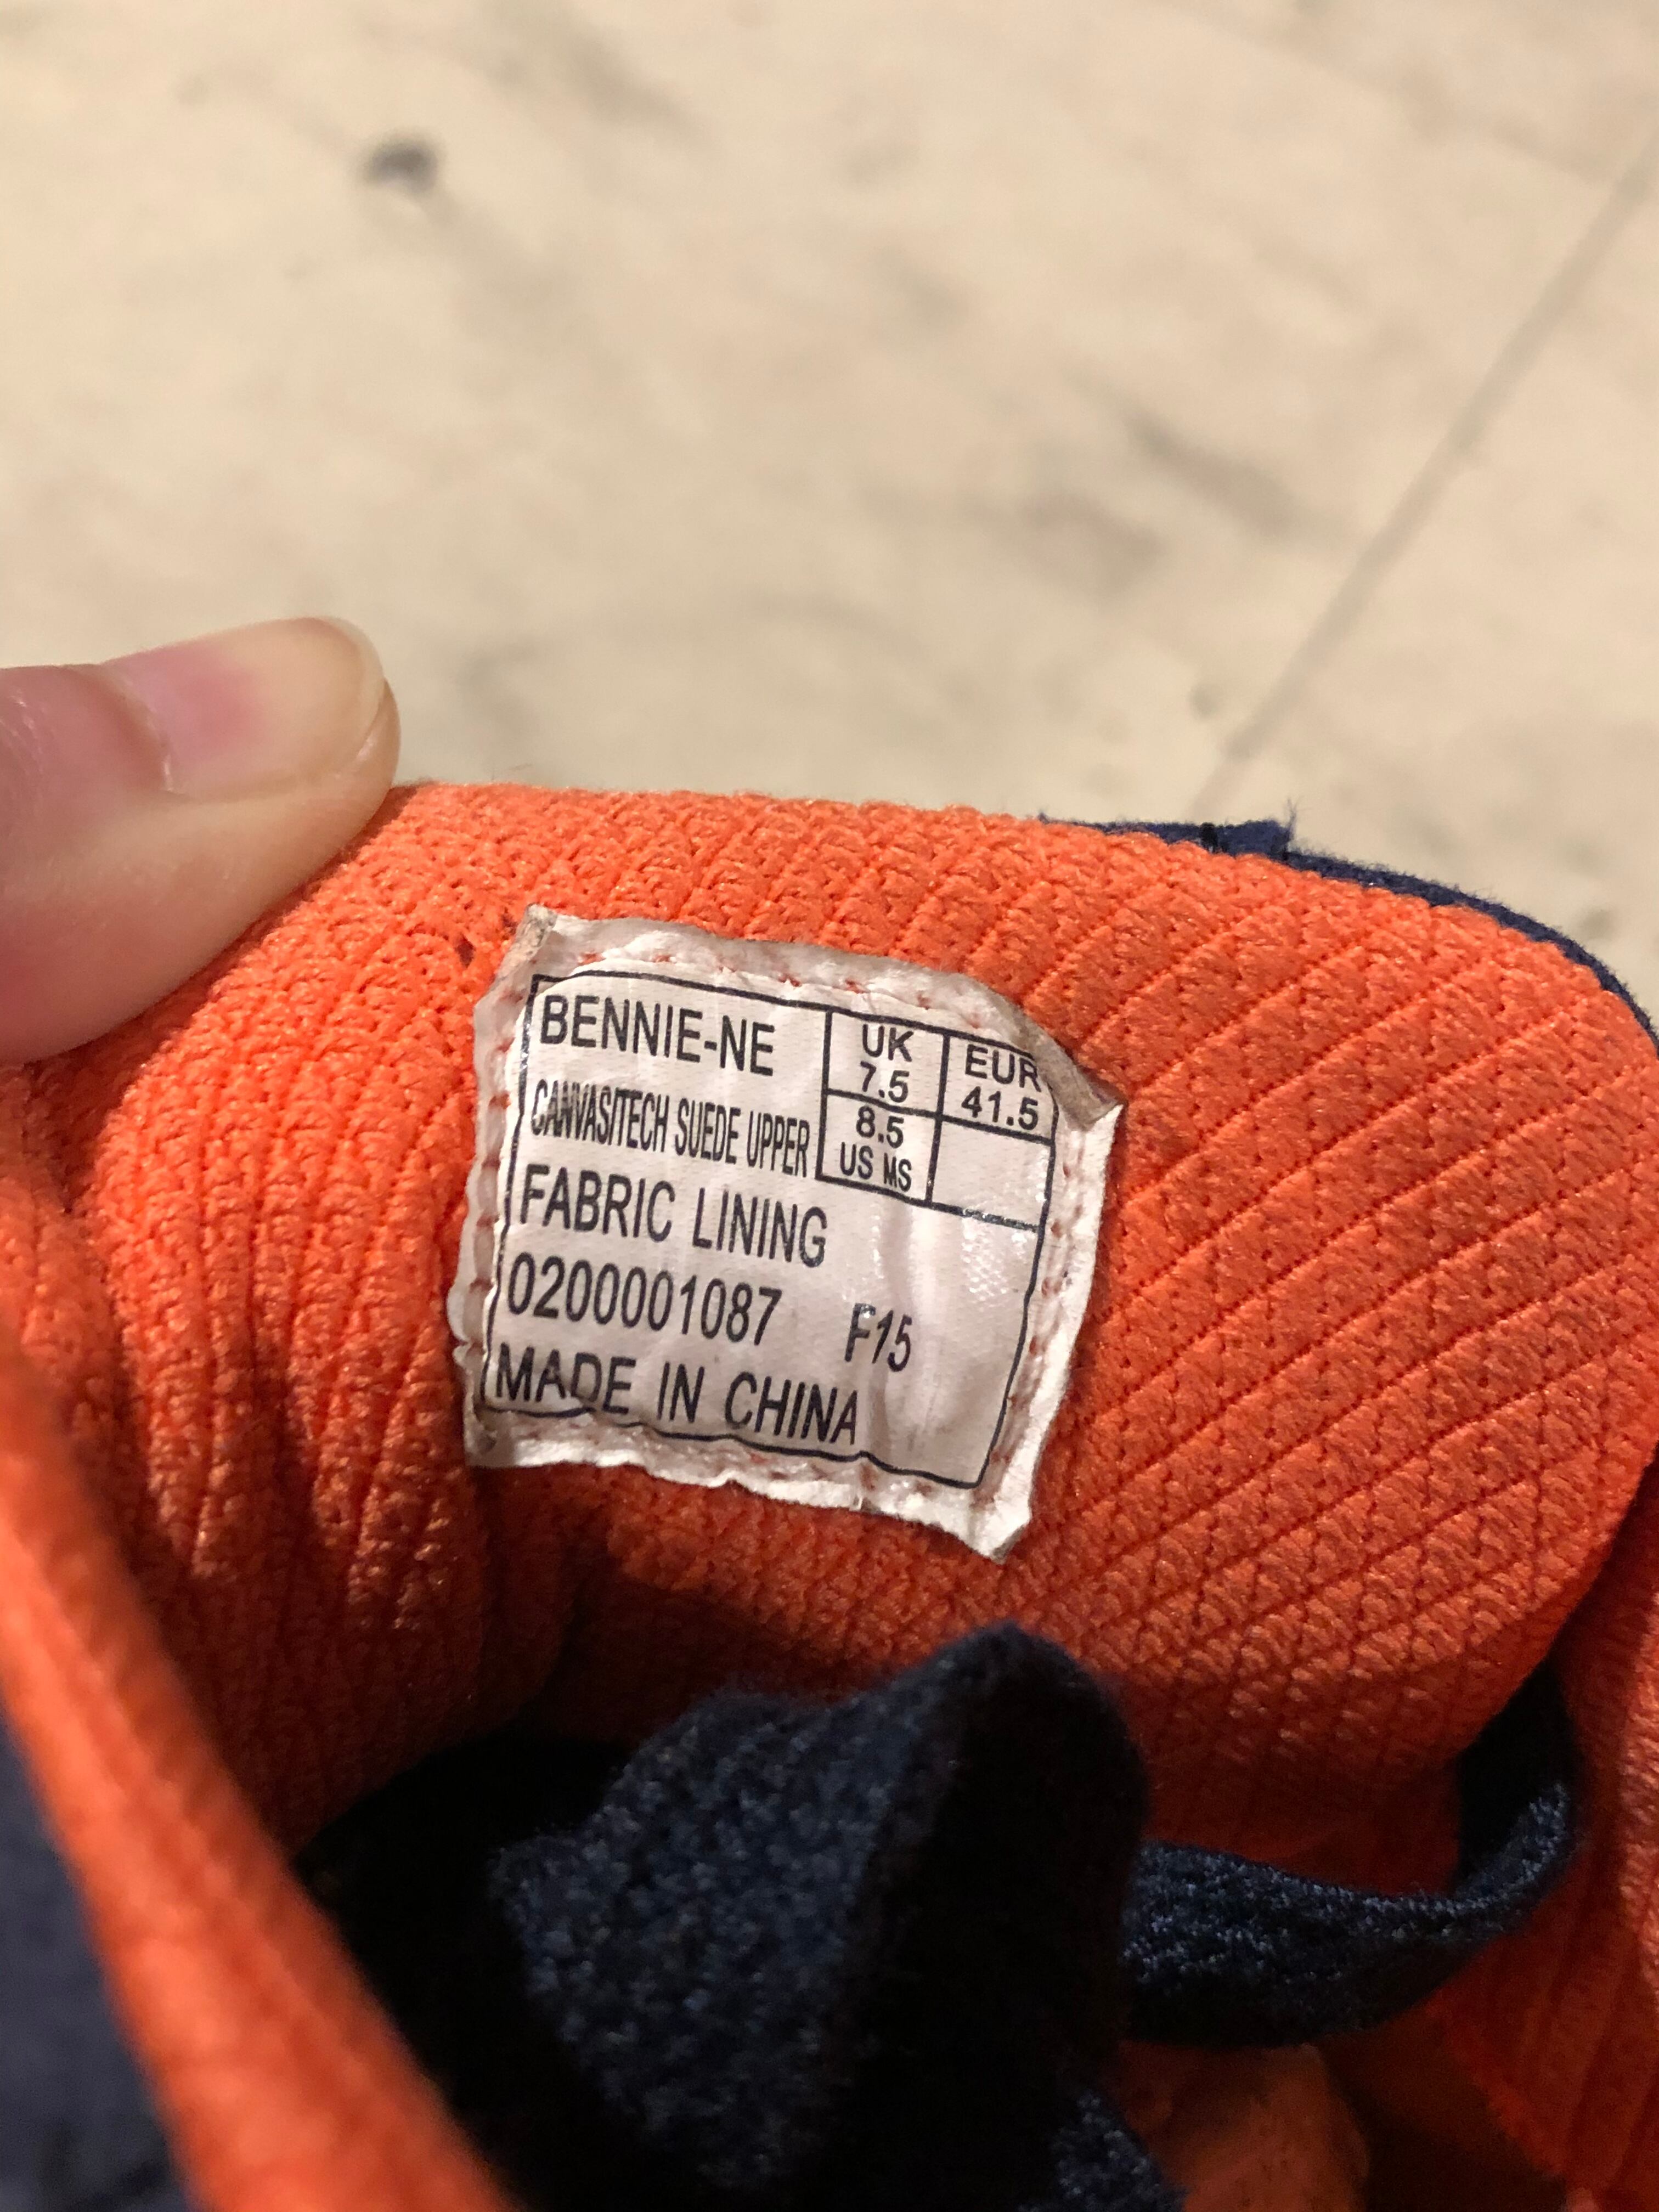 BENNIE-NE
CANVAS/TECH SUEDE UPPER
FABRIC LINING
0200001087 F15
MADE IN CHINA
UK EUR
7.5 41.5
8.5
US MS